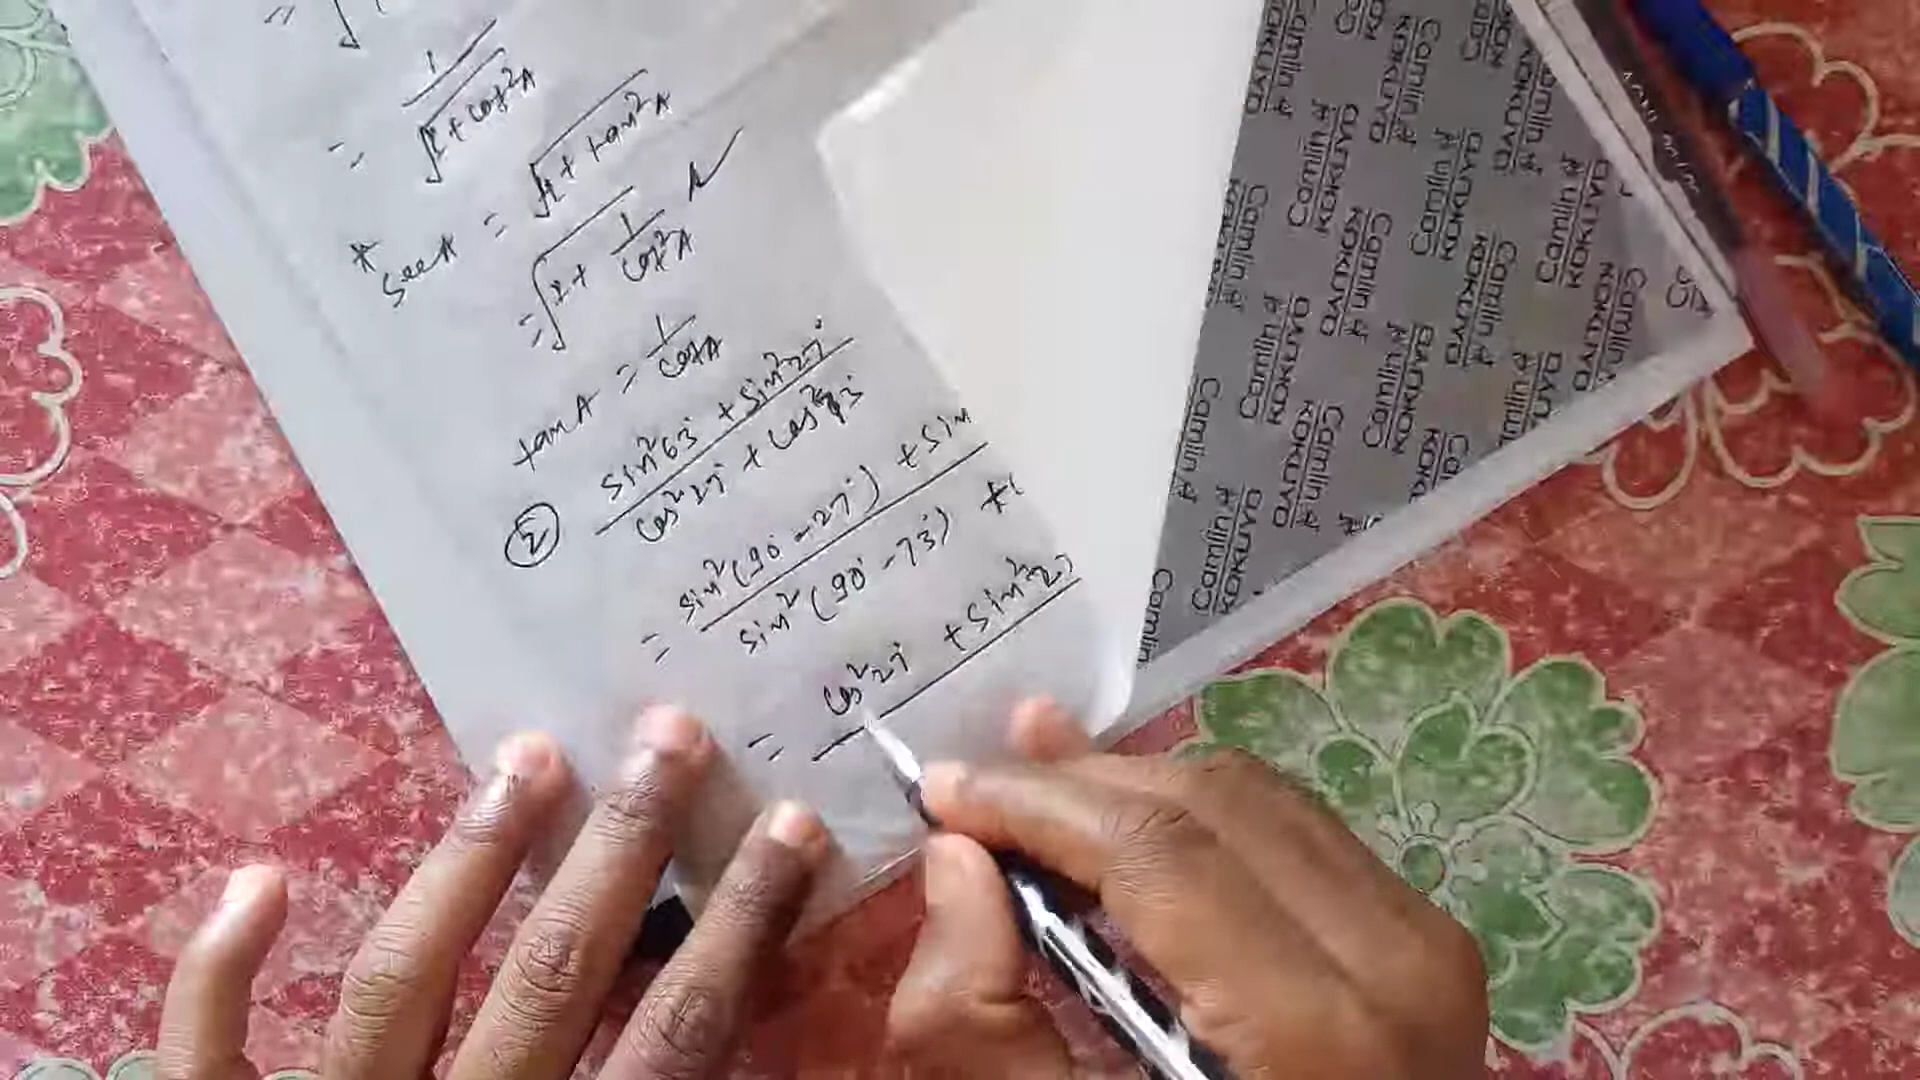 = 1/√1+cot²A
* secA = √1+tan²A
= √1+ 1/cot²A
tanA = 1/cotA
② sin²63° + sin²27° / cos²27° + cos²73°
= sin²(90°-27°) + sin / sin²(90°-73°) +
= cos²27° + sin²27
Camlin
KOKUYO